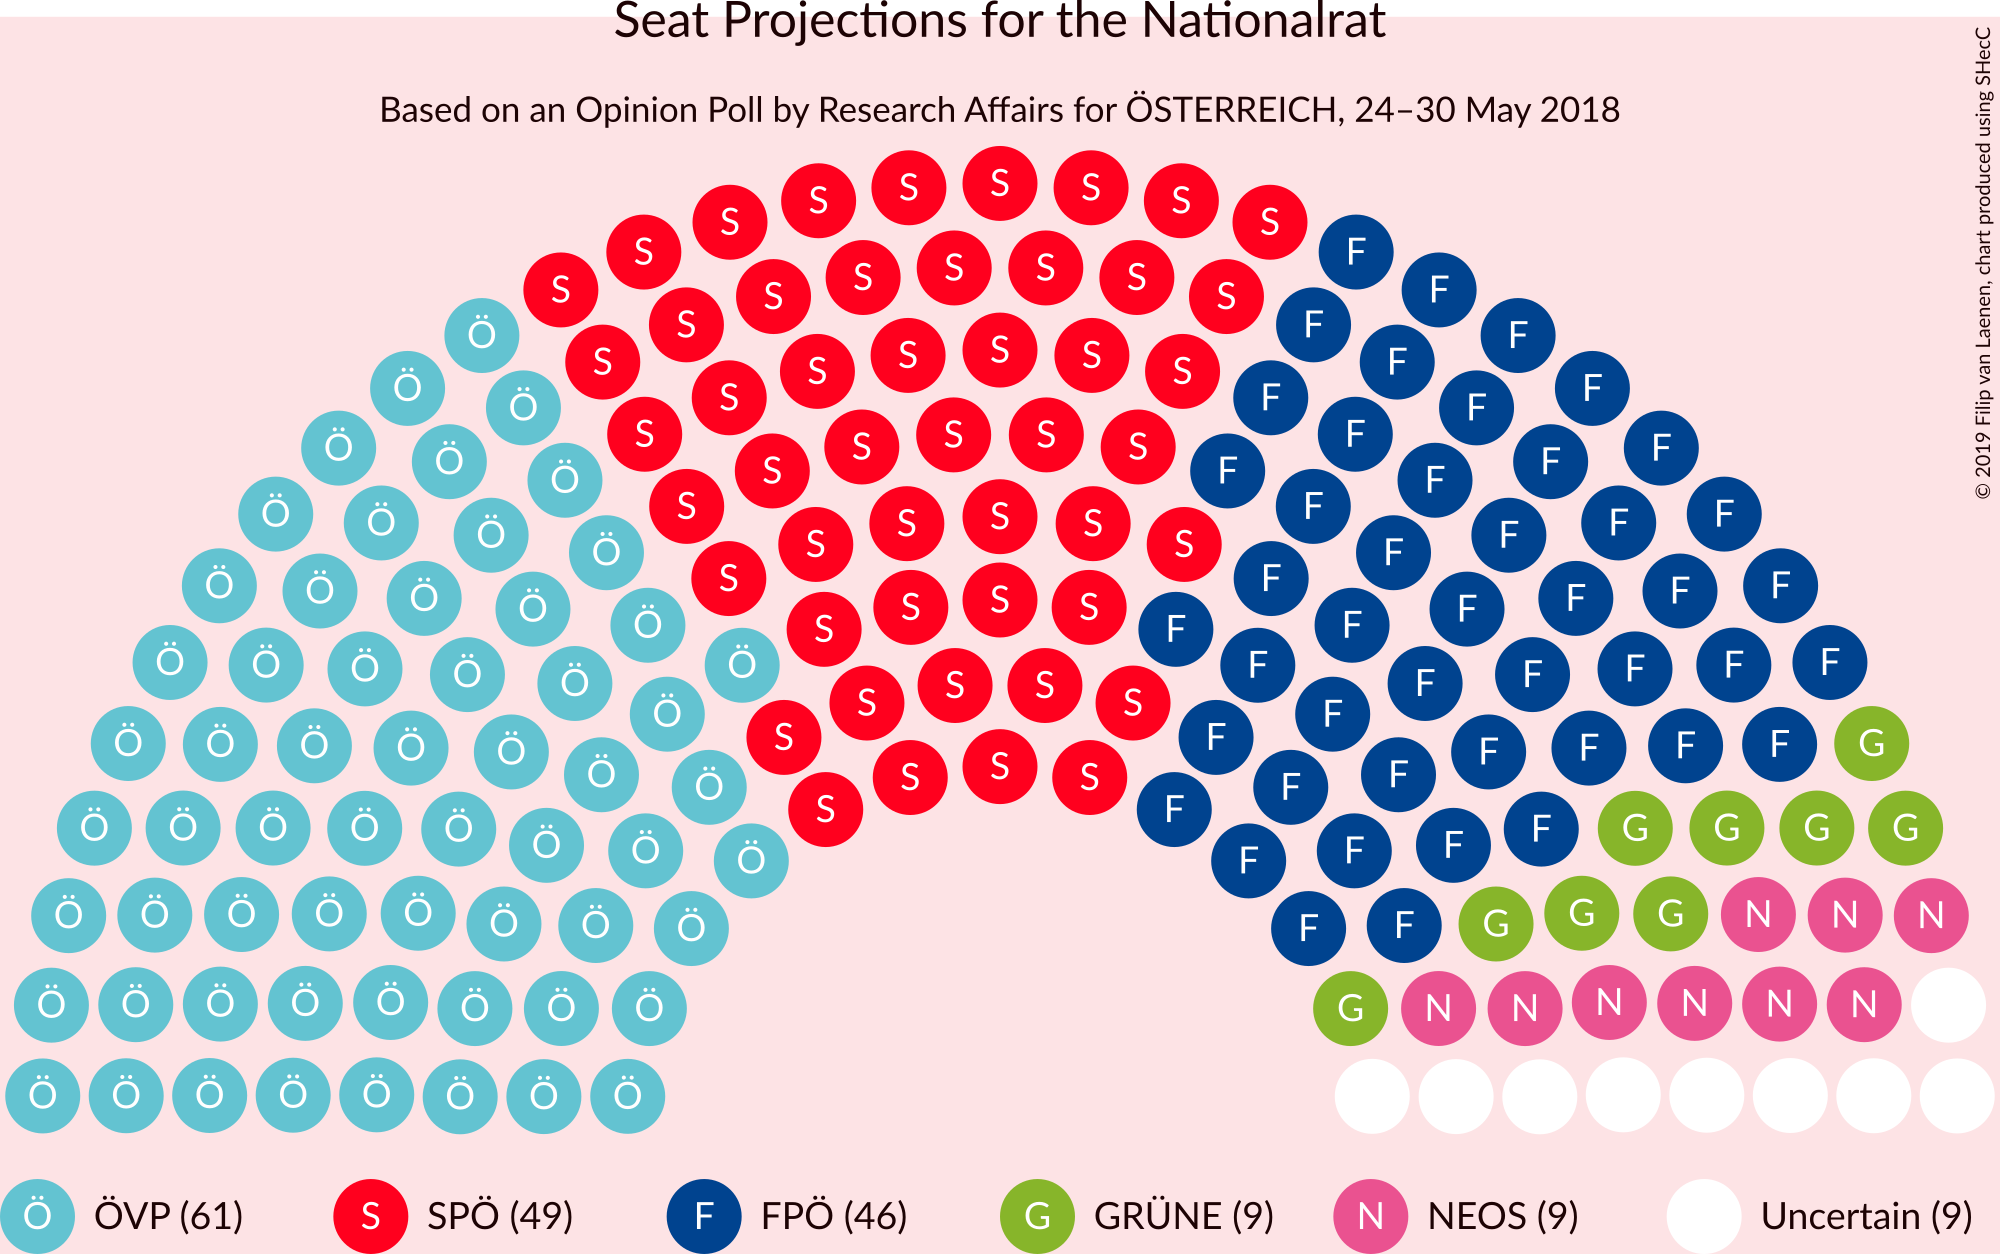 Seat Projections for the Nationalrat
Based on an Opinion Poll by Research Affairs for ÖSTERREICH, 24–30 May 2018
© 2019 Filip van Laenen, chart produced using SHecC
S S S S S S S
S S F
S S S S F
S S S S F
Ö S S F F
S S S S F F
Ö Ö S S F F
Ö Ö S S S S S F F
Ö Ö S S F F F
Ö Ö Ö S S S S F F F F
Ö Ö Ö Ö S S F F F F
Ö Ö Ö Ö S S S F F F F
Ö Ö Ö S S F F F
Ö Ö Ö Ö Ö Ö S S F F F F F F
Ö Ö S S S S F F
Ö Ö Ö Ö Ö S F F F F F G
Ö Ö S S S F F
Ö Ö Ö Ö Ö S F F G G G G
Ö Ö Ö F F F
Ö Ö Ö Ö Ö Ö Ö Ö F F G G G N N N
Ö Ö Ö Ö Ö Ö Ö Ö G N N N N N N
Ö Ö Ö Ö Ö Ö Ö Ö
Ö ÖVP (61) S SPÖ (49) F FPÖ (46) G GRÜNE (9) N NEOS (9) Uncertain (9)